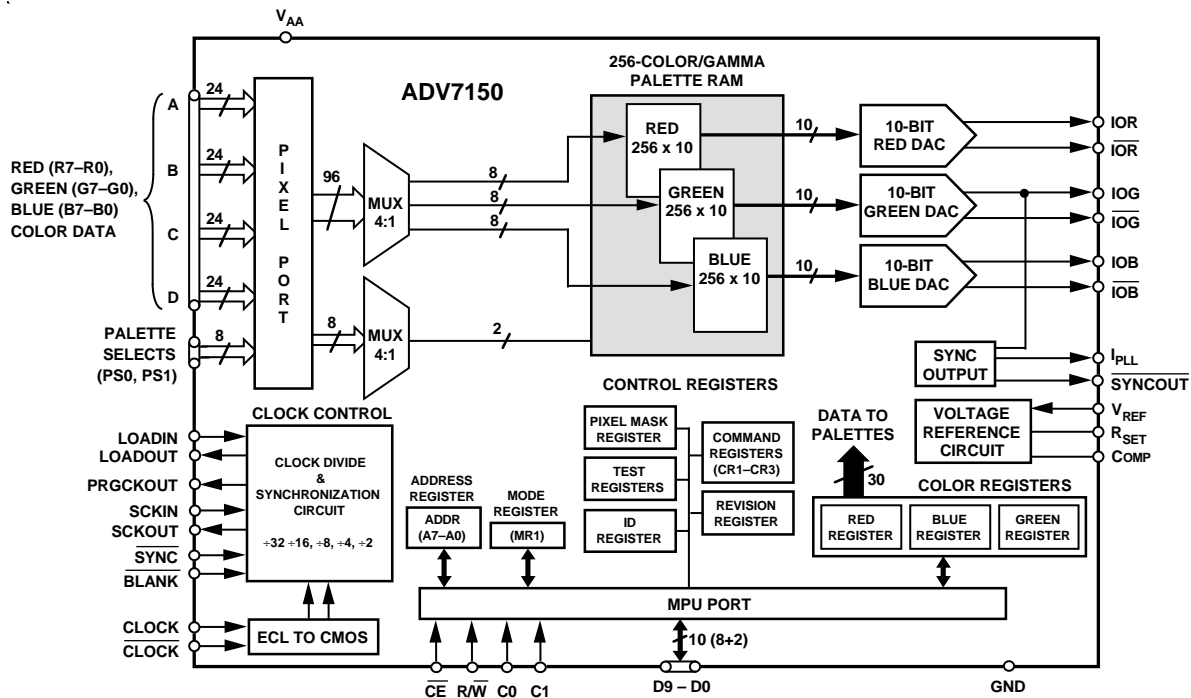 V_AA
ADV7150
256-COLOR/GAMMA
PALETTE RAM
RED (R7–R0),
GREEN (G7–G0),
BLUE (B7–B0)
COLOR DATA
A
24
B
24
C
24
D
24
PALETTE
SELECTS
(PS0, PS1)
8
PIXEL PORT
96
MUX
4:1
8
8
8
8
MUX
4:1
2
RED
256 x 10
GREEN
256 x 10
BLUE
256 x 10
10
10
10
10-BIT
RED DAC
10-BIT
GREEN DAC
10-BIT
BLUE DAC
IOR
IOR
IOG
IOG
IOB
IOB
SYNC
OUTPUT
I_PLL
SYNCOUT
VOLTAGE
REFERENCE
CIRCUIT
V_REF
R_SET
COMP
CLOCK CONTROL
LOADIN
LOADOUT
PRGCKOUT
SCKIN
SCKOUT
SYNC
BLANK
CLOCK DIVIDE
&
SYNCHRONIZATION
CIRCUIT
÷32 ÷16, ÷8, ÷4, ÷2
CLOCK
CLOCK
ECL TO CMOS
ADDRESS
REGISTER
ADDR
(A7–A0)
MODE
REGISTER
(MR1)
CONTROL REGISTERS
PIXEL MASK
REGISTER
TEST
REGISTERS
ID
REGISTER
COMMAND
REGISTERS
(CR1–CR3)
REVISION
REGISTER
DATA TO
PALETTES
30
COLOR REGISTERS
RED
REGISTER
BLUE
REGISTER
GREEN
REGISTER
MPU PORT
10 (8+2)
CE
R/W
C0
C1
D9 – D0
GND